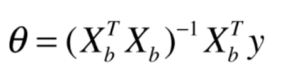 θ = (X_b^T X_b)^{-1} X_b^T y